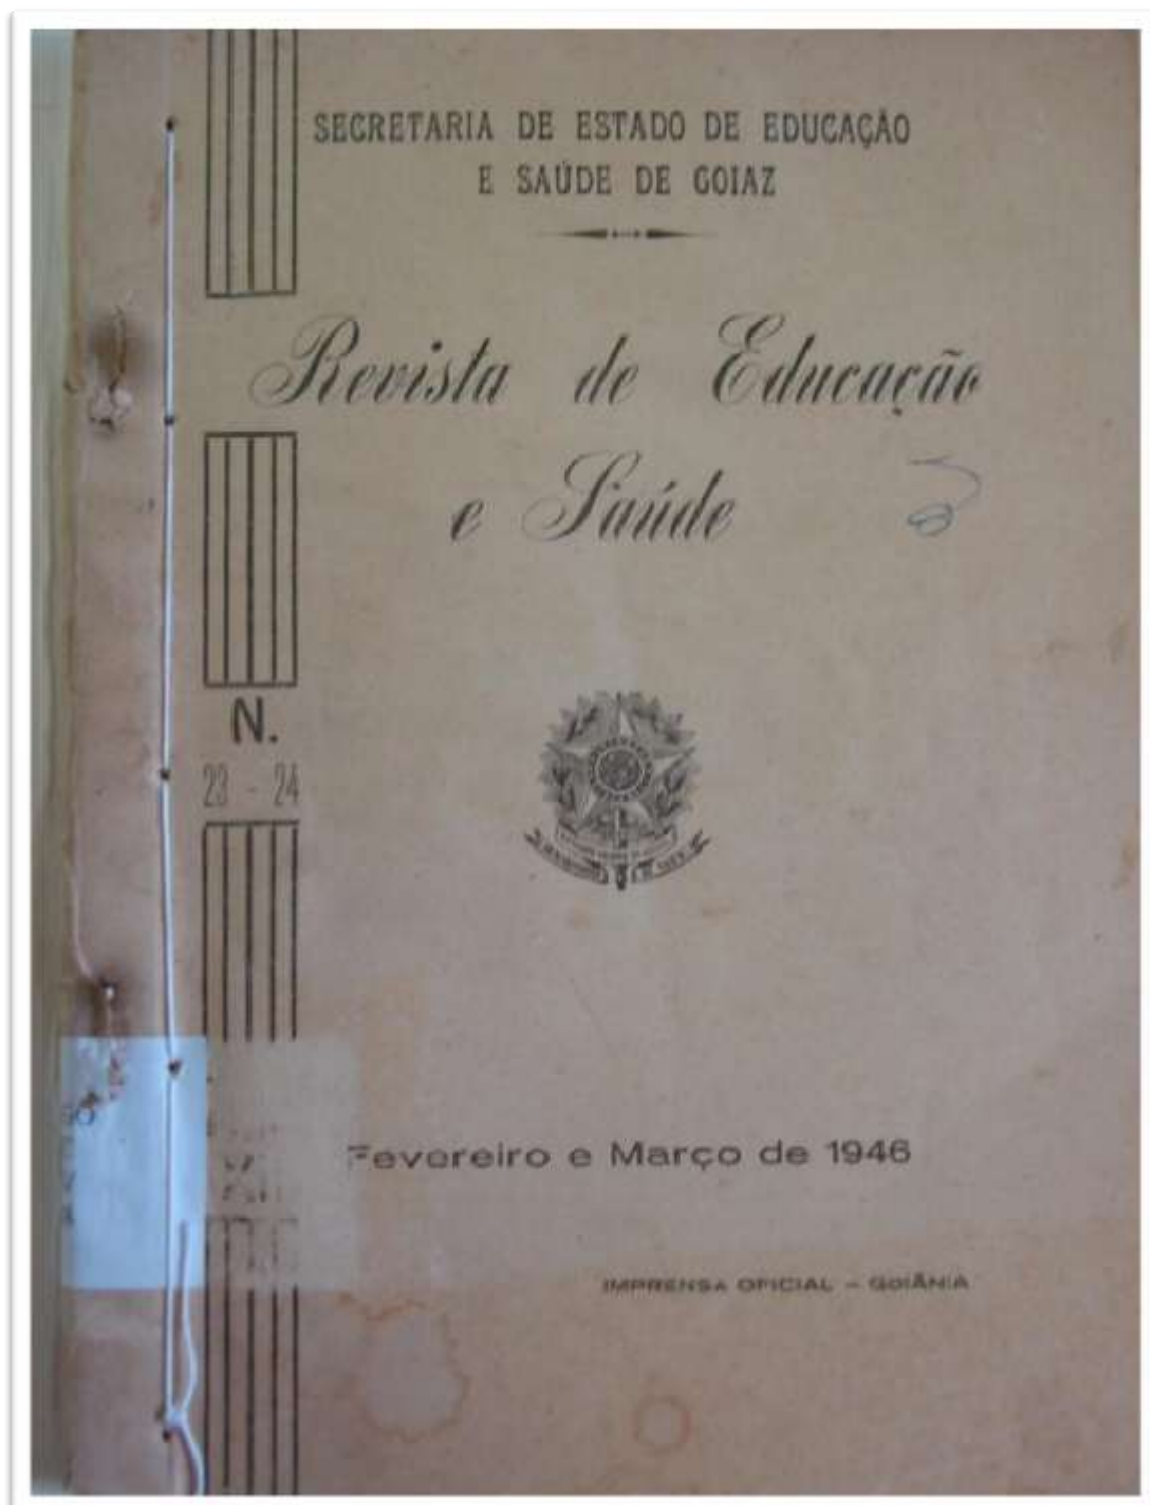 SECRETARIA DE ESTADO DE EDUCAÇÃO
E SAÚDE DE GOIAZ
Revista de Educação
e Saúde
N.
23 - 24
Fevereiro e Março de 1946
IMPRENSA OFICIAL - GOIÂNIA